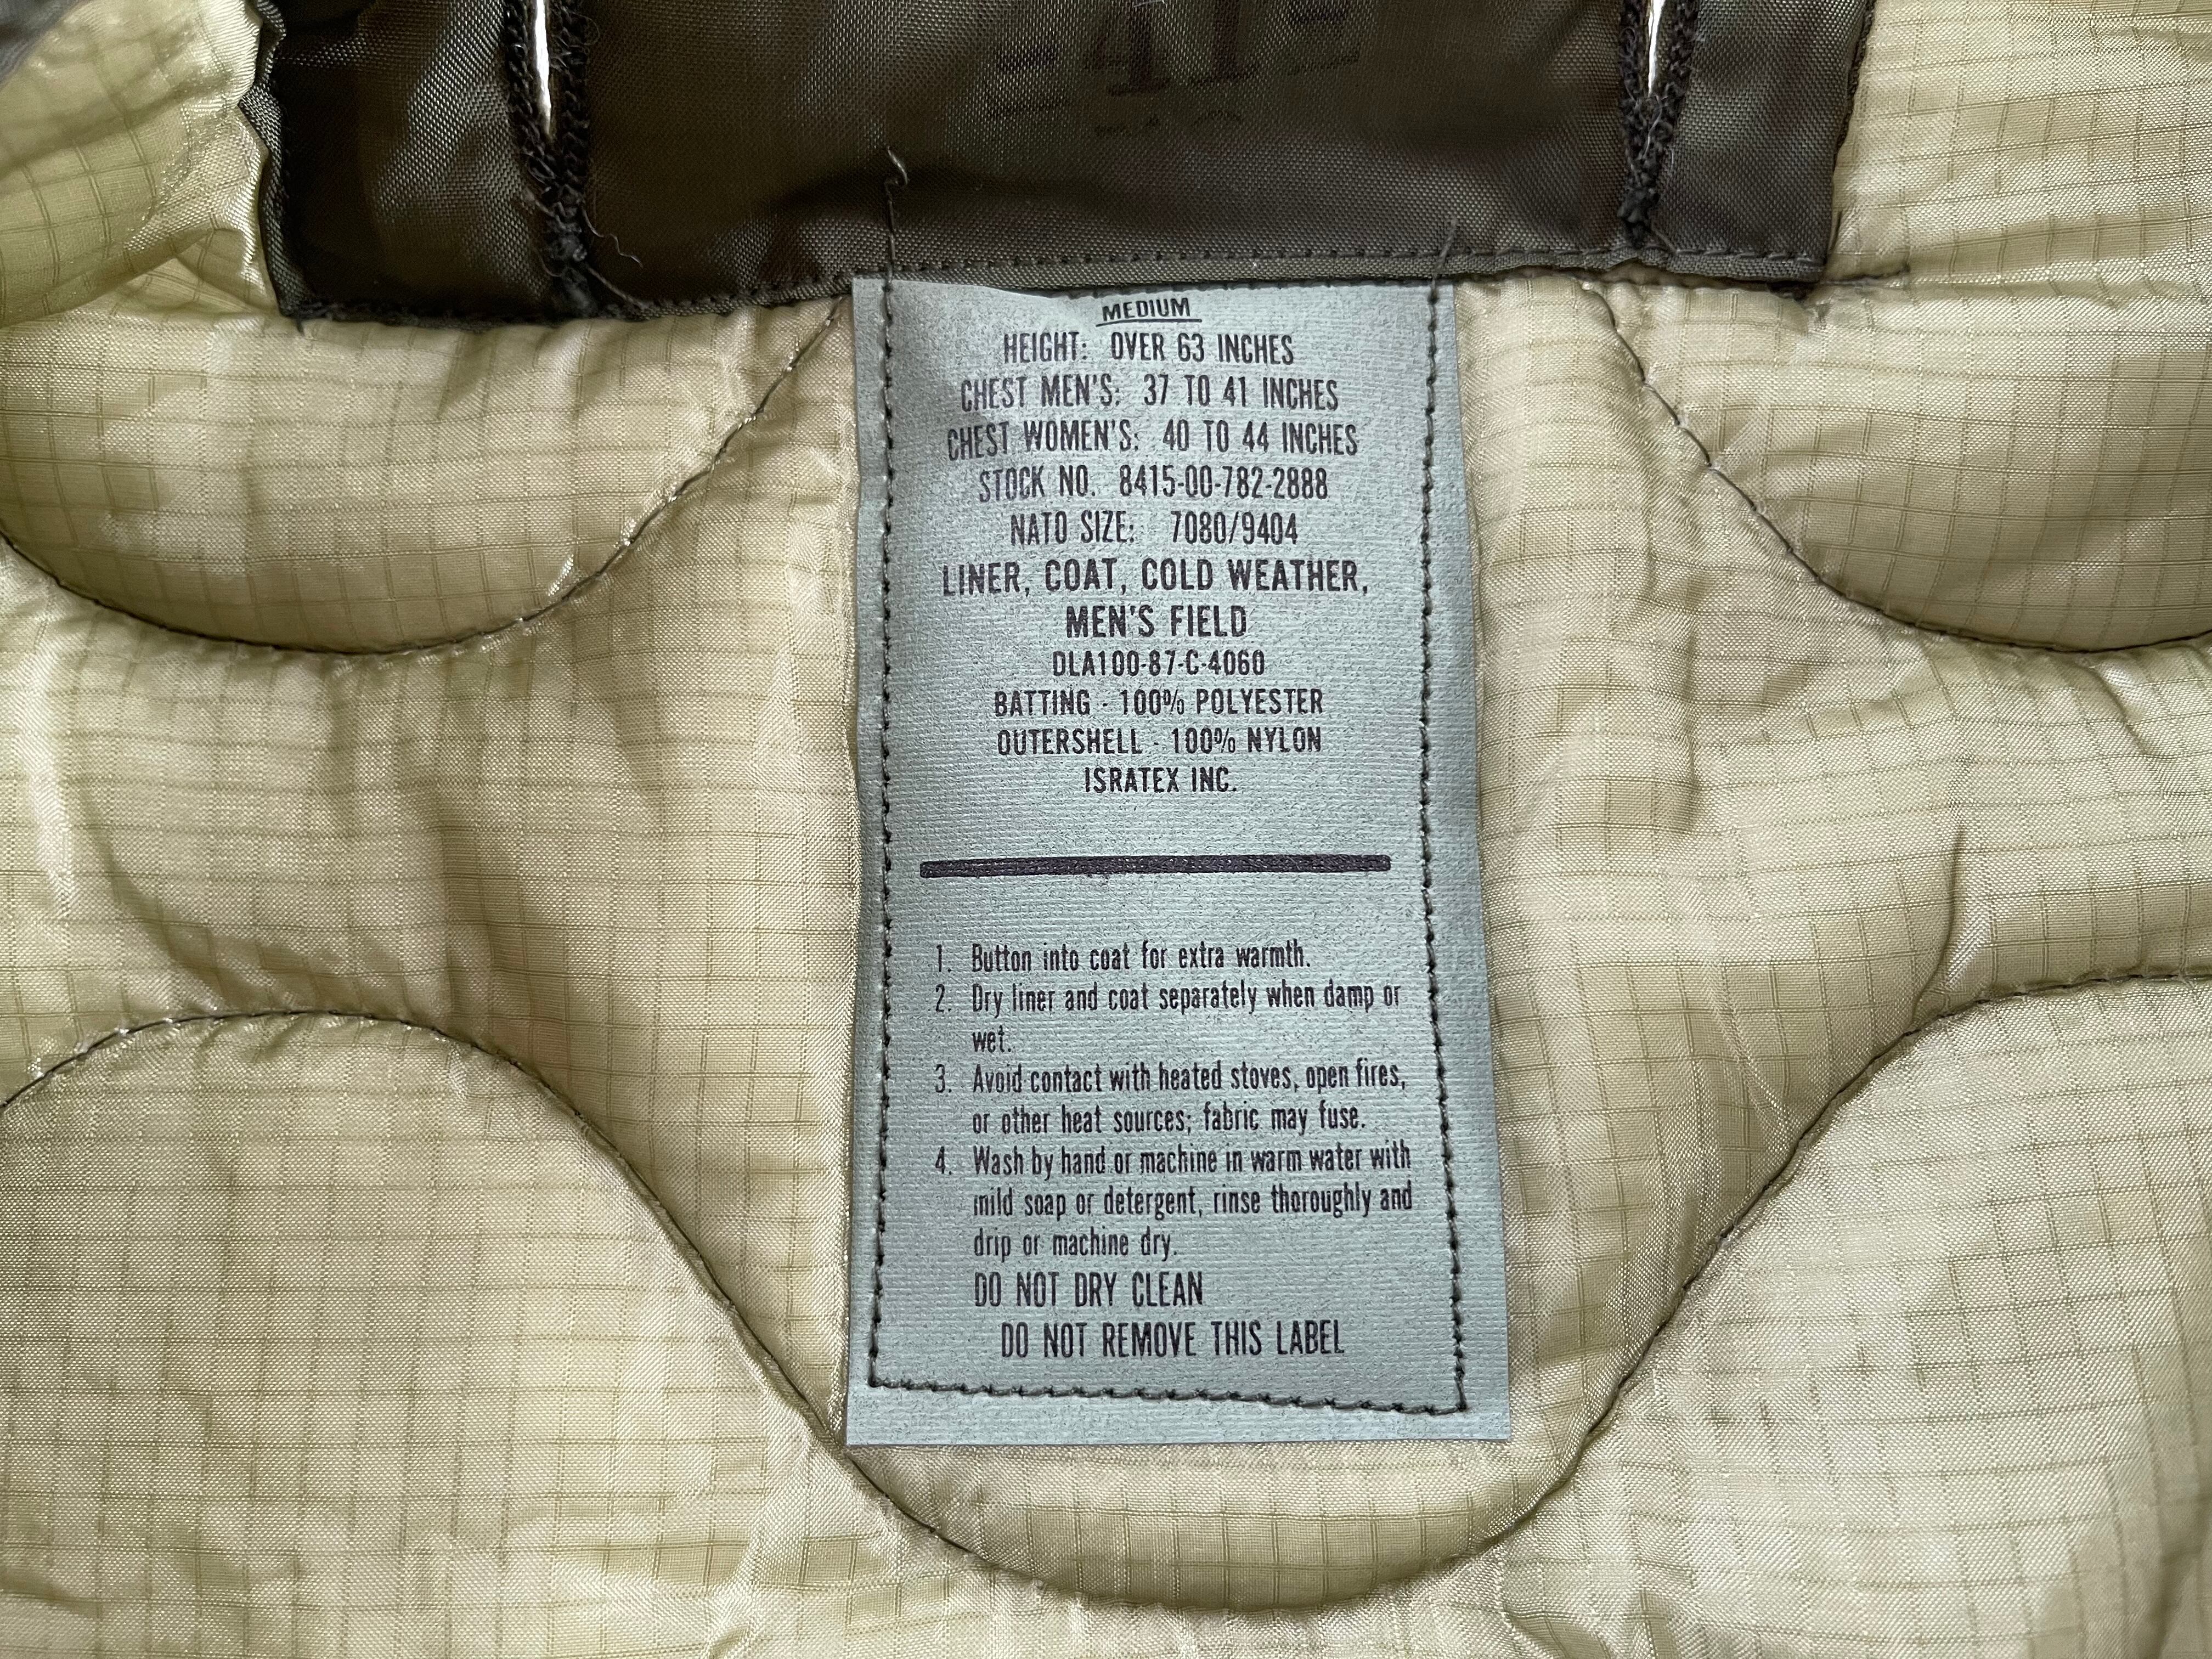 41
MEDIUM
HEIGHT: OVER 63 INCHES
CHEST MEN'S: 37 TO 41 INCHES
CHEST WOMEN'S: 40 TO 44 INCHES
STOCK NO. 8415-00-782-2888
NATO SIZE: 7080/9404
LINER, COAT, COLD WEATHER,
MEN'S FIELD
DLA100-87-C-4060
BATTING - 100% POLYESTER
OUTERSHELL - 100% NYLON
ISRATEX INC.
1. Button into coat for extra warmth.
2. Dry liner and coat separately when damp or
wet.
3. Avoid contact with heated stoves, open fires,
or other heat sources; fabric may fuse.
4. Wash by hand or machine in warm water with
mild soap or detergent, rinse thoroughly and
drip or machine dry.
DO NOT DRY CLEAN
DO NOT REMOVE THIS LABEL